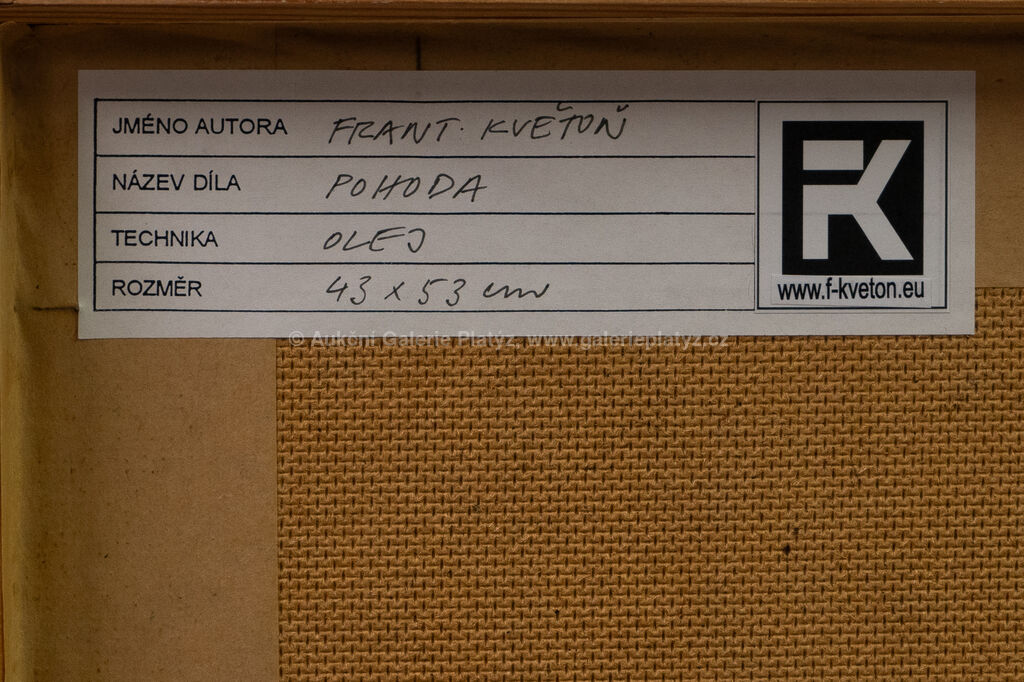 JMÉNO AUTORA FRANT. KVĚTOŇ
NÁZEV DÍLA POHODA
TECHNIKA OLEJ
ROZMĚR 43 x 53 cm
FK
www.f-kveton.eu
© Aukční Galerie Platýz, www.galerieplatyz.cz